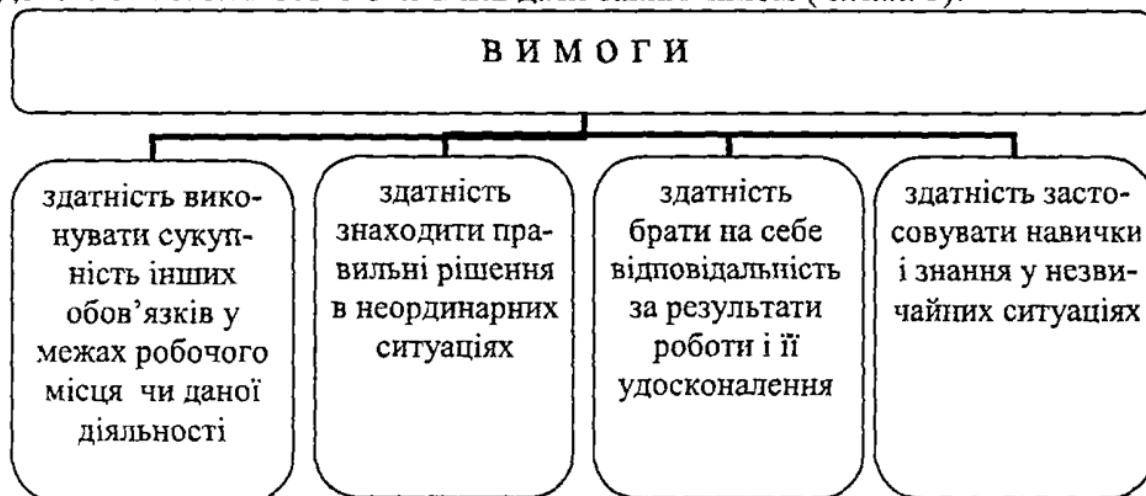 В И М О Г И
здатність вико-
нувати сукуп-
ність інших
обов’язків у
межах робочого
місця чи даної
діяльності
здатність
знаходити пра-
вильні рішення
в неординарних
ситуаціях
здатність
брати на себе
відповідальність
за результати
роботи і її
удосконалення
здатність засто-
совувати навички
і знання у незви-
чайних ситуаціях